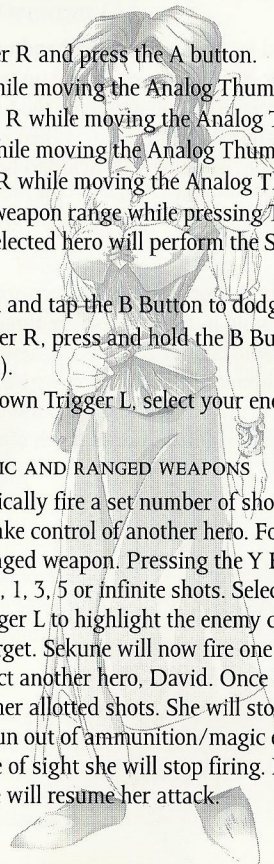 er R and press the A button.
hile moving the Analog Thum
R while moving the Analog T
hile moving the Analog Thum
R while moving the Analog Th
weapon range while pressing T
elected hero will perform the S
and tap the B Button to dodg
er R, press and hold the B Bu
).
own Trigger L, select your ene
IC AND RANGED WEAPONS
ically fire a set number of sho
ake control of another hero. Fo
nged weapon. Pressing the Y B
, 1, 3, 5 or infinite shots. Selec
ger L to highlight the enemy c
rget. Sekune will now fire one
ct another hero, David. Once
her allotted shots. She will sto
un out of ammunition/magic o
e of sight she will stop firing. I
e will resume her attack.